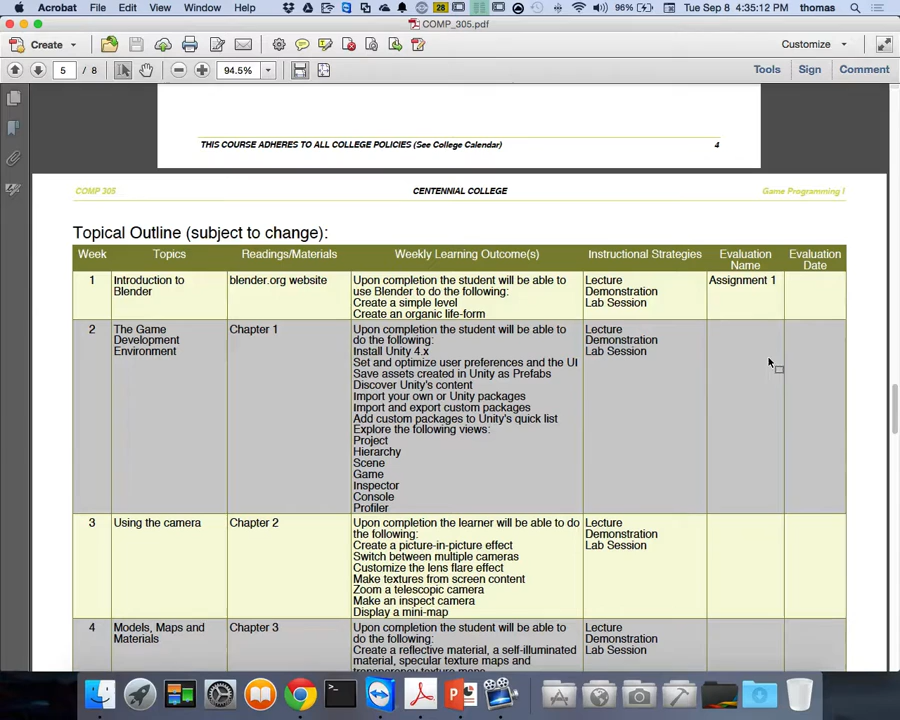 Acrobat File Edit View Window Help 28 96% Tue Sep 8 4:35:12 PM thomas
COMP_305.pdf
Create Customize
5 / 8 94.5% Tools Sign Comment
THIS COURSE ADHERES TO ALL COLLEGE POLICIES (See College Calendar) 4
COMP 305 CENTENNIAL COLLEGE Game Programming I
Topical Outline (subject to change):
Week Topics Readings/Materials Weekly Learning Outcome(s) Instructional Strategies Evaluation Name Evaluation Date
1 Introduction to Blender blender.org website Upon completion the student will be able to
use Blender to do the following:
Create a simple level
Create an organic life-form
Lecture
Demonstration
Lab Session
Assignment 1
2 The Game
Development
Environment
Chapter 1
Upon completion the student will be able to
do the following:
Install Unity 4.x
Set and optimize user preferences and the UI
Save assets created in Unity as Prefabs
Discover Unity's content
Import your own or Unity packages
Import and export custom packages
Add custom packages to Unity's quick list
Explore the following views:
Project
Hierarchy
Scene
Game
Inspector
Console
Profiler
Lecture
Demonstration
Lab Session
3 Using the camera Chapter 2
Upon completion the learner will be able to do
the following:
Create a picture-in-picture effect
Switch between multiple cameras
Customize the lens flare effect
Make textures from screen content
Zoom a telescopic camera
Make an inspect camera
Display a mini-map
Lecture
Demonstration
Lab Session
4 Models, Maps and
Materials
Chapter 3
Upon completion the student will be able to
do the following:
Create a reflective material, a self-illuminated
material, specular texture maps and
transparency texture maps
Lecture
Demonstration
Lab Session